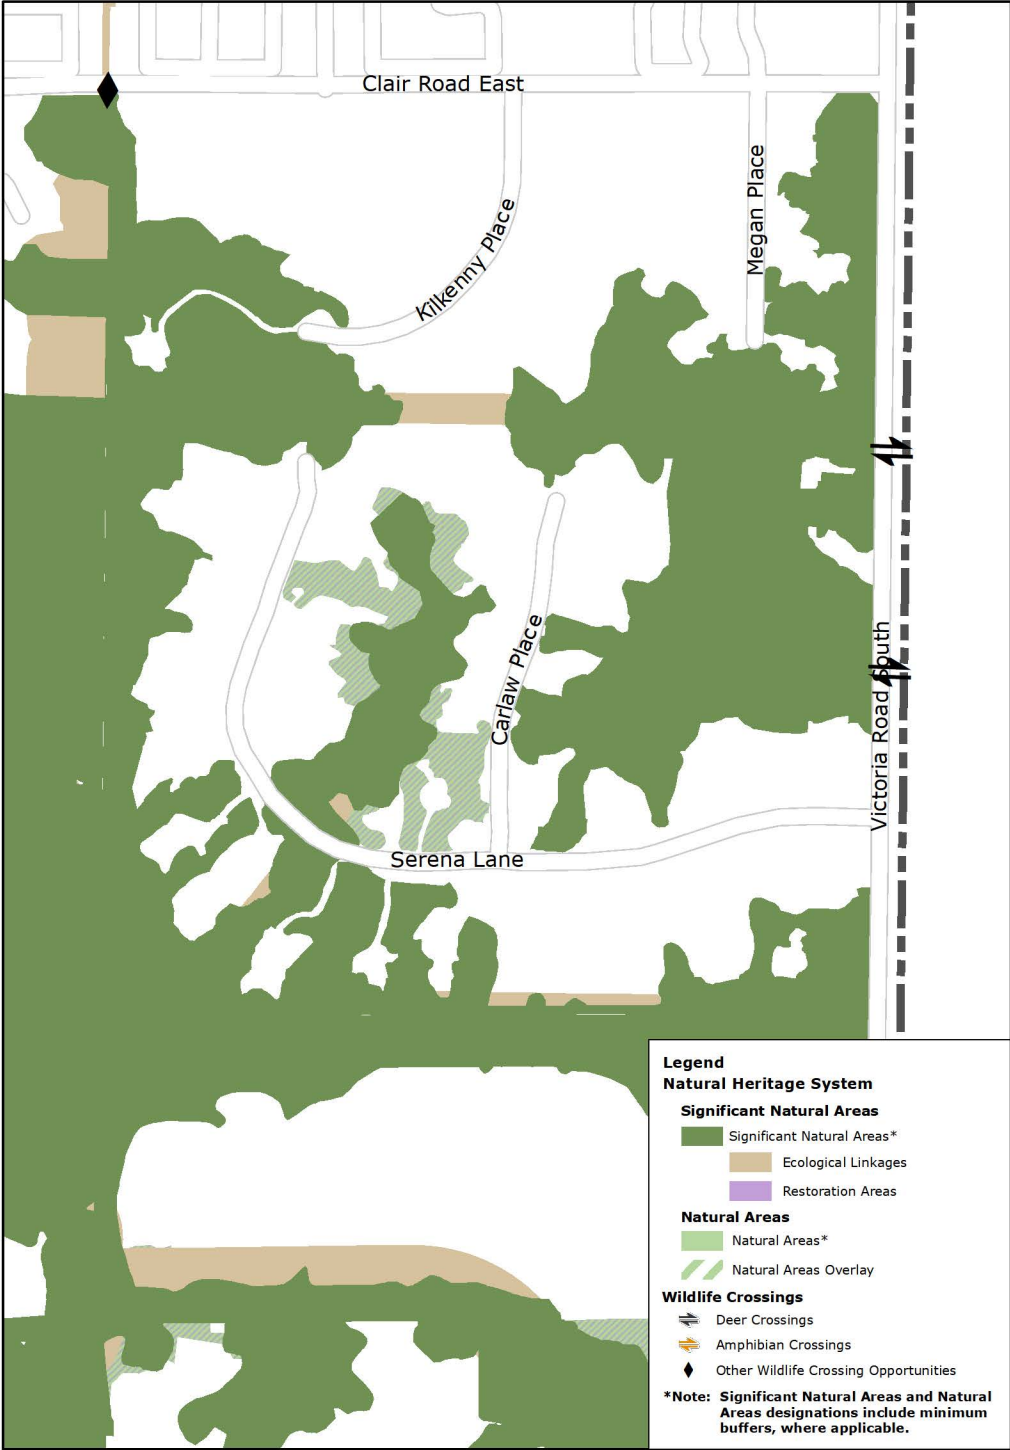 Clair Road East
Megan Place
Kilkenny Place
Carlaw Place
Victoria Road South
Serena Lane
Legend
Natural Heritage System
Significant Natural Areas
Significant Natural Areas*
Ecological Linkages
Restoration Areas
Natural Areas
Natural Areas*
Natural Areas Overlay
Wildlife Crossings
Deer Crossings
Amphibian Crossings
Other Wildlife Crossing Opportunities
*Note: Significant Natural Areas and Natural
Areas designations include minimum
buffers, where applicable.